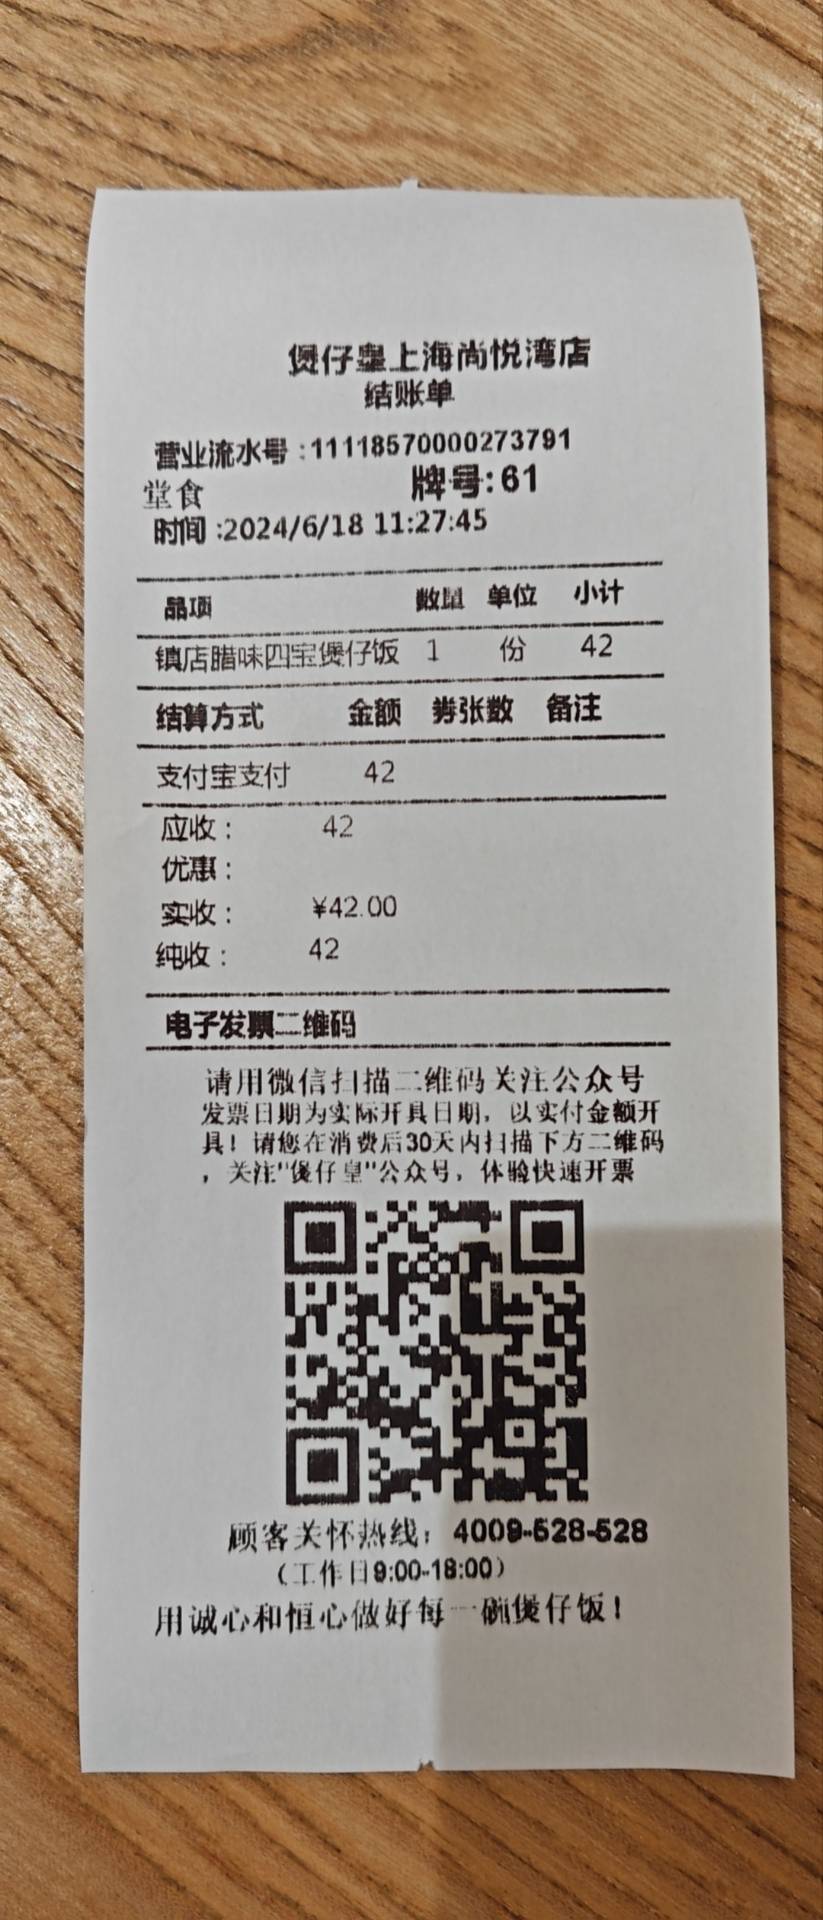 煲仔皇上海尚悦湾店
结账单
营业流水号:11118570000273791
堂食 牌号:61
时间:2024/6/18 11:27:45
品项 数量 单位 小计
镇店腊味四宝煲仔饭 1 份 42
结算方式 金额 券张数 备注
支付宝支付 42
应收： 42
优惠：
实收： ¥42.00
纯收： 42
电子发票二维码
请用微信扫描二维码关注公众号
发票日期为实际开具日期，以实付金额开
具！请您在消费后30天内扫描下方二维码
，关注"煲仔皇"公众号，体验快速开票
顾客关怀热线：4009-528-528
（工作日9:00-18:00）
用诚心和恒心做好每一碗煲仔饭！